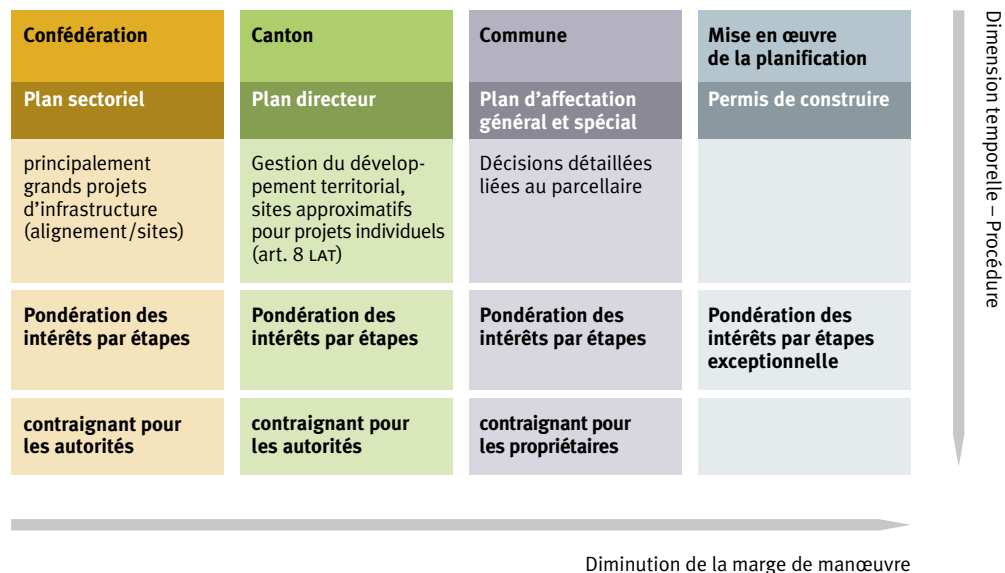 Confédération
Plan sectoriel
principalement
grands projets
d'infrastructure
(alignement/sites)
Pondération des
intérêts par étapes
contraignant pour
les autorités
Canton
Plan directeur
Gestion du dévelop-
pement territorial,
sites approximatifs
pour projets individuels
(art. 8 LAT)
Pondération des
intérêts par étapes
contraignant pour
les autorités
Commune
Plan d'affectation
général et spécial
Décisions détaillées
liées au parcellaire
Pondération des
intérêts par étapes
contraignant pour
les propriétaires
Mise en œuvre
de la planification
Permis de construire
Pondération des
intérêts par étapes
exceptionnelle
Dimension temporelle – Procédure
Diminution de la marge de manœuvre